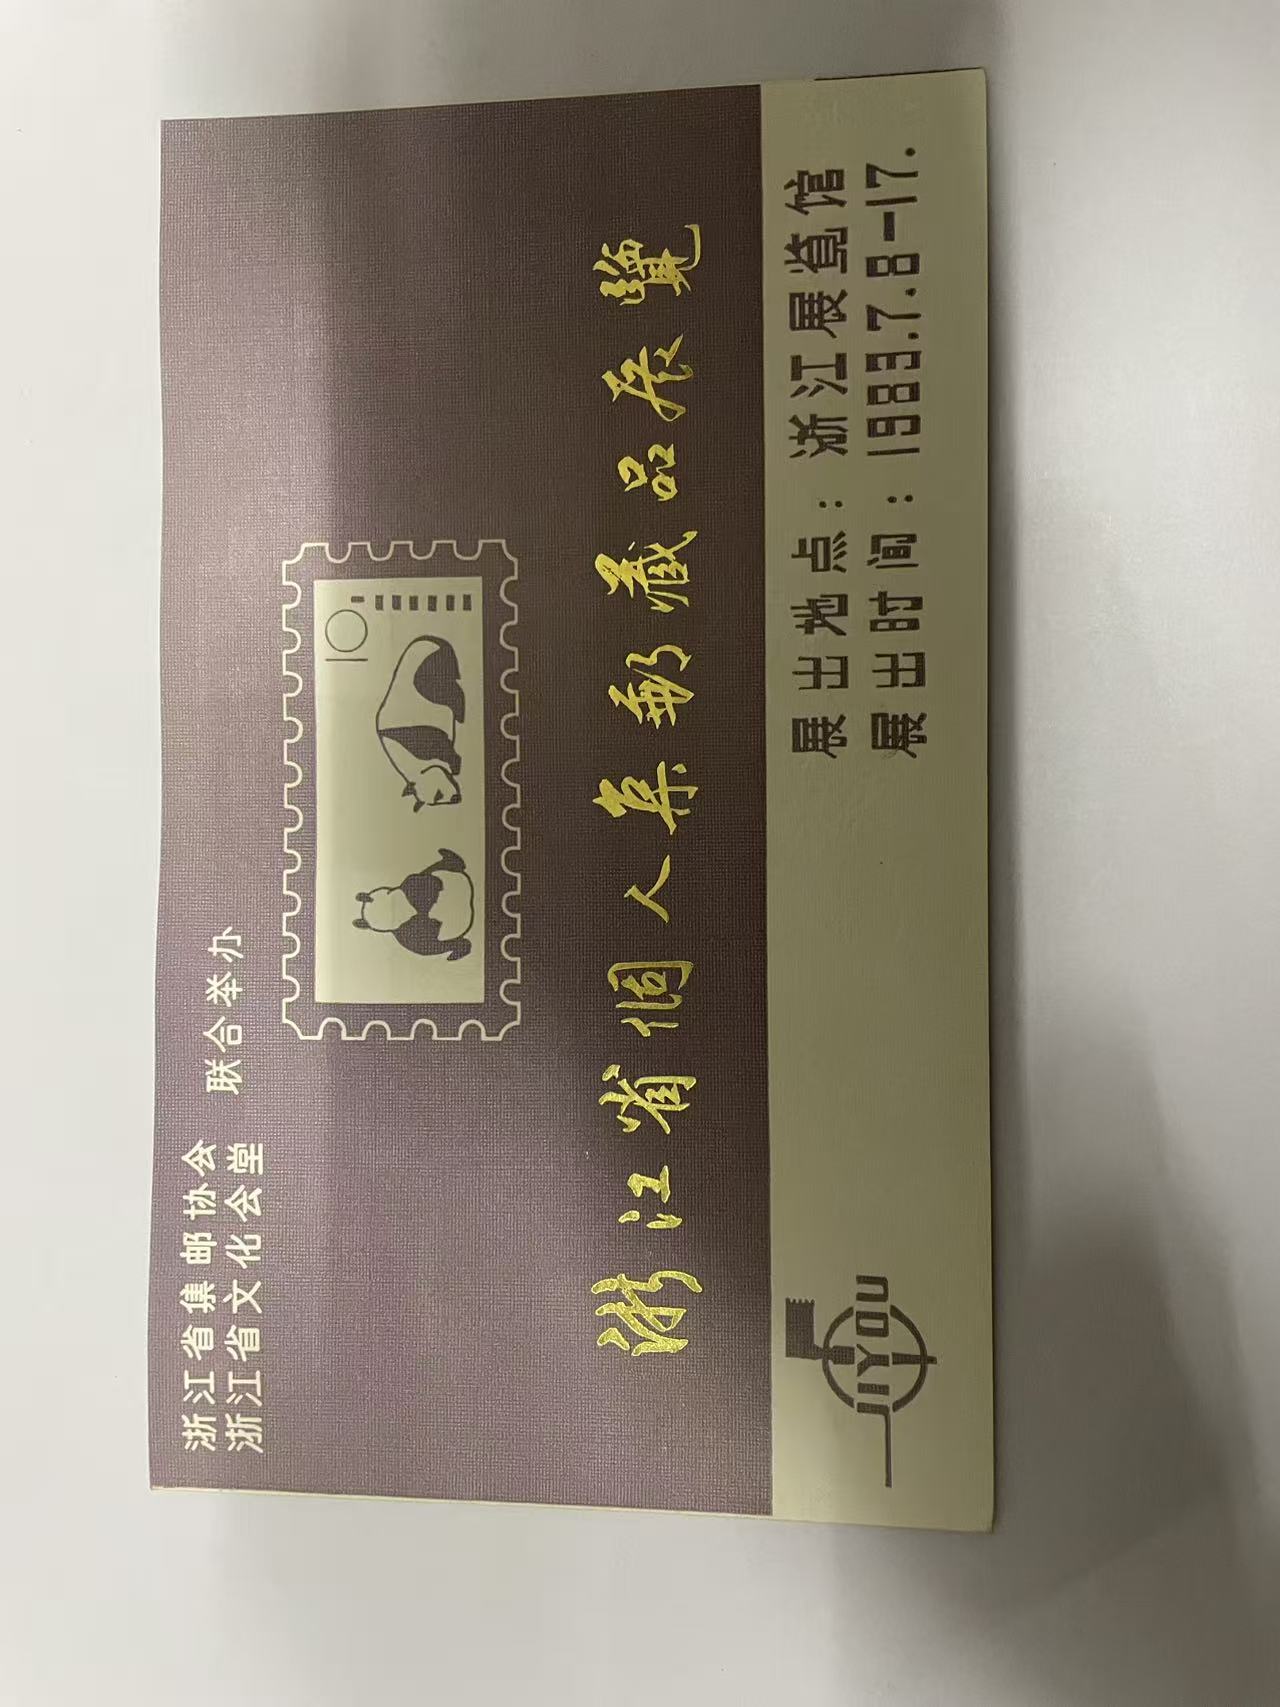 浙江省集邮协会
浙江省文化会堂
联合举办
10
浙江省個人集郵藏品展覽
展出地点：浙江展览馆
展出时间：1983.7.8—17.
JIYOU